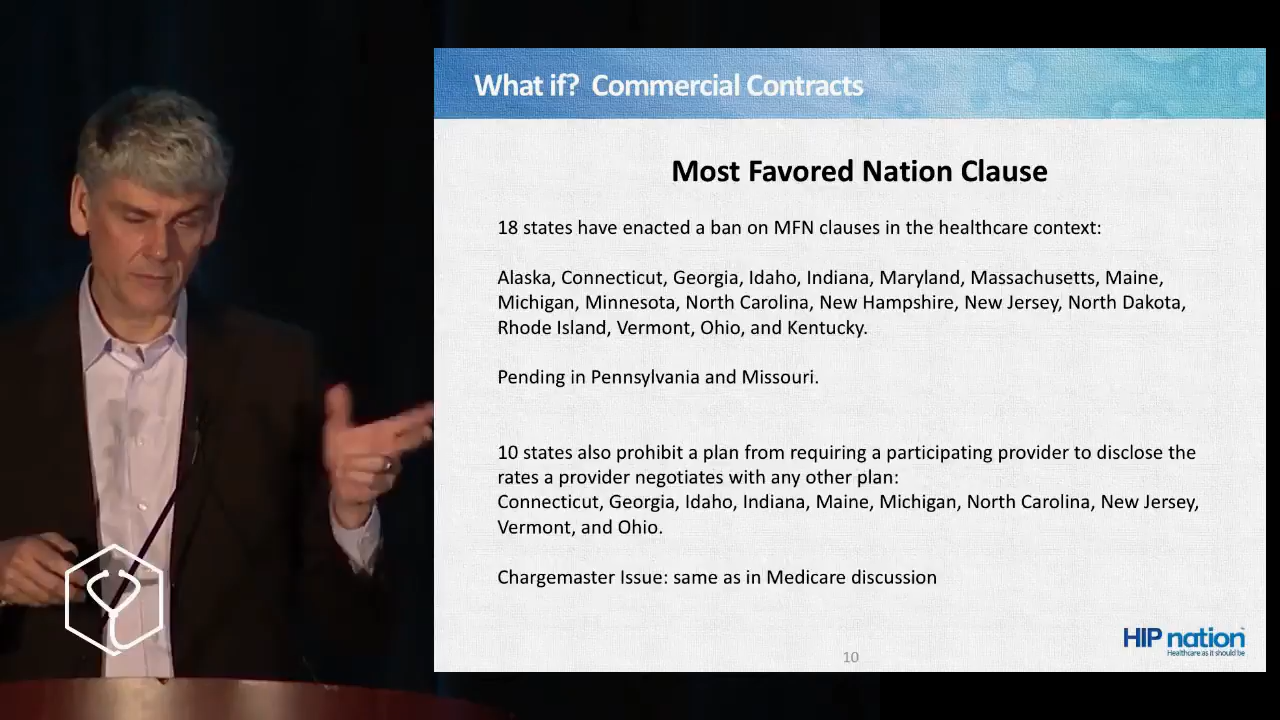 What if?  Commercial Contracts
Most Favored Nation Clause
18 states have enacted a ban on MFN clauses in the healthcare context:
Alaska, Connecticut, Georgia, Idaho, Indiana, Maryland, Massachusetts, Maine,
Michigan, Minnesota, North Carolina, New Hampshire, New Jersey, North Dakota,
Rhode Island, Vermont, Ohio, and Kentucky.
Pending in Pennsylvania and Missouri.
10 states also prohibit a plan from requiring a participating provider to disclose the
rates a provider negotiates with any other plan:
Connecticut, Georgia, Idaho, Indiana, Maine, Michigan, North Carolina, New Jersey,
Vermont, and Ohio.
Chargemaster Issue: same as in Medicare discussion
HIP nation
Healthcare as it should be
10